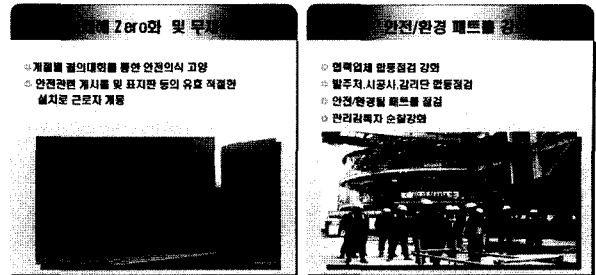 Zero화 및 무재
계절별 결의대회를 통한 안전의식 고양
안전관련 게시물 및 표지판 등의 유효 적절한
설치로 근로자 계몽
안전/환경 패트롤 강
협력업체 합동점검 강화
발주처,시공사,감리단 합동점검
안전/환경팀 패트롤 점검
관리감독자 순찰강화